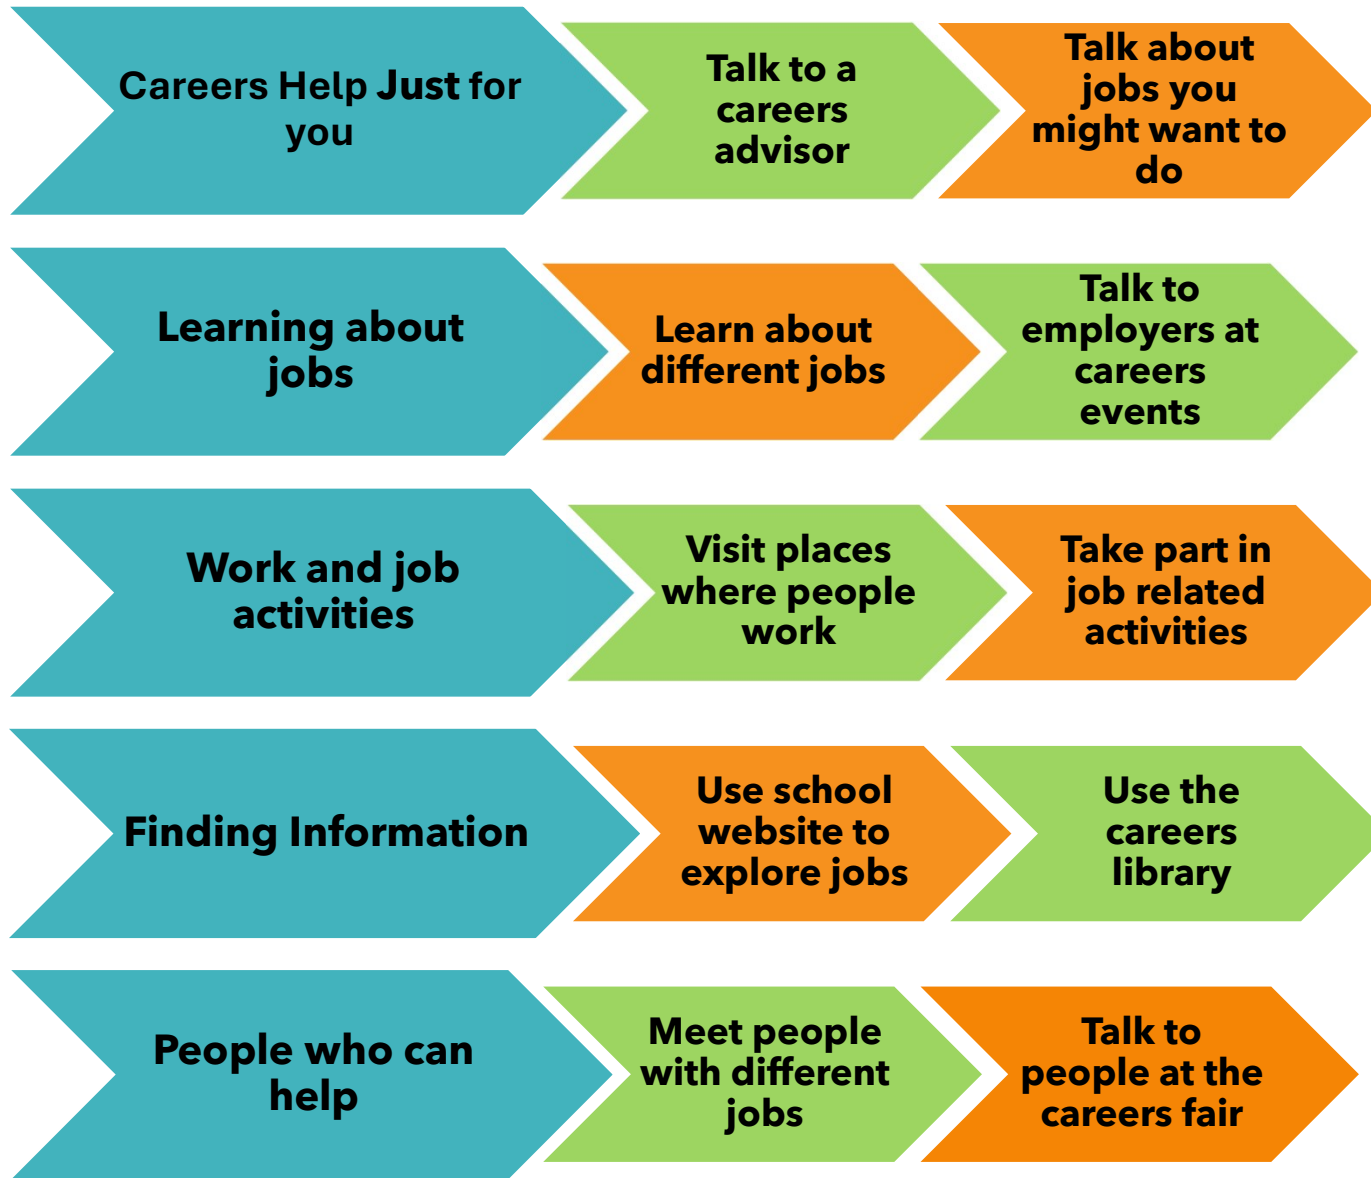 Careers Help Just for
you
Talk to a
careers
advisor
Talk about
jobs you
might want to
do
Learning about
jobs
Learn about
different jobs
Talk to
employers at
careers
events
Work and job
activities
Visit places
where people
work
Take part in
job related
activities
Finding Information
Use school
website to
explore jobs
Use the
careers
library
People who can
help
Meet people
with different
jobs
Talk to
people at the
careers fair